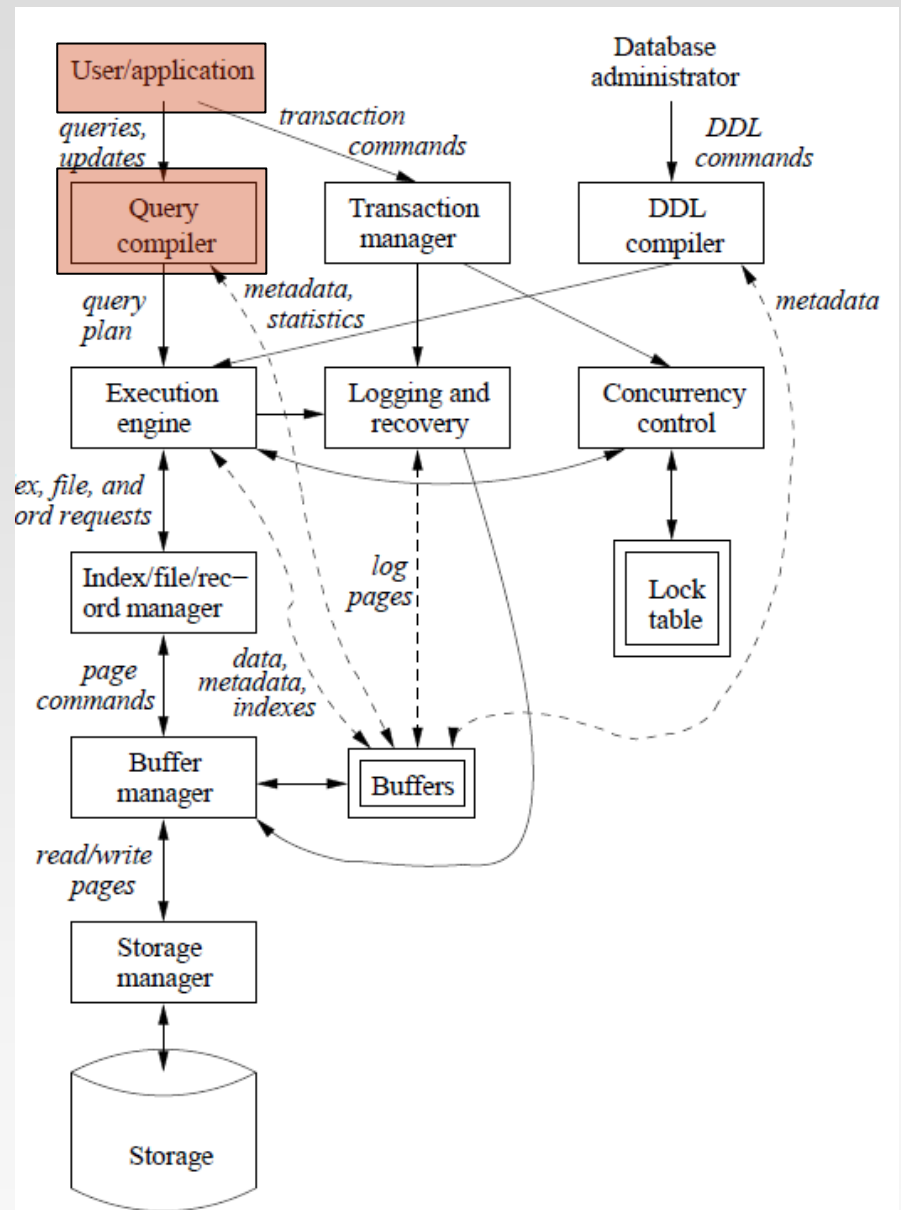 User/application
Database
administrator
queries,
updates
transaction
commands
DDL
commands
Query
compiler
Transaction
manager
DDL
compiler
query
plan
metadata,
statistics
metadata
Execution
engine
Logging and
recovery
Concurrency
control
ex, file, and
ord requests
Index/file/rec−
ord manager
log
pages
Lock
table
page
commands
data,
metadata,
indexes
Buffer
manager
Buffers
read/write
pages
Storage
manager
Storage